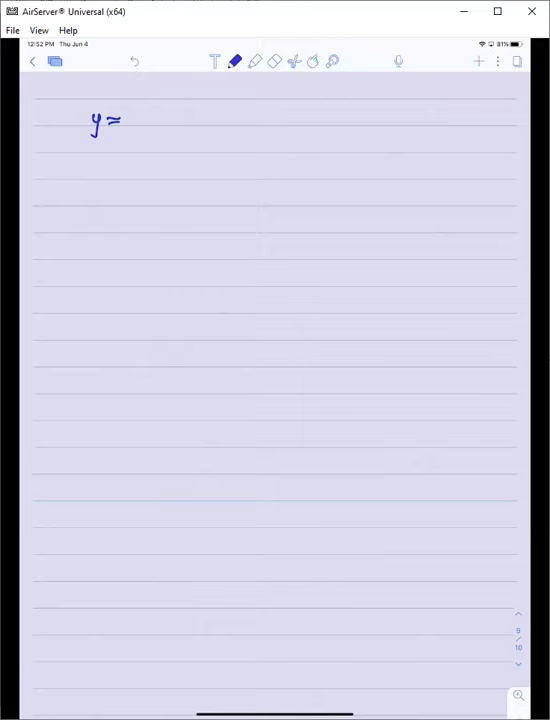 AirServer® Universal (x64)
File View Help
12:52 PM Thu Jun 4
81%
T
y =
9
/
10